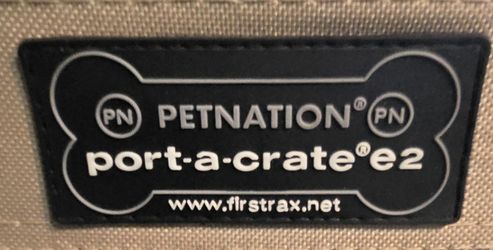 PN PETNATION® PN
port-a-crate® e2
www.firstrax.net